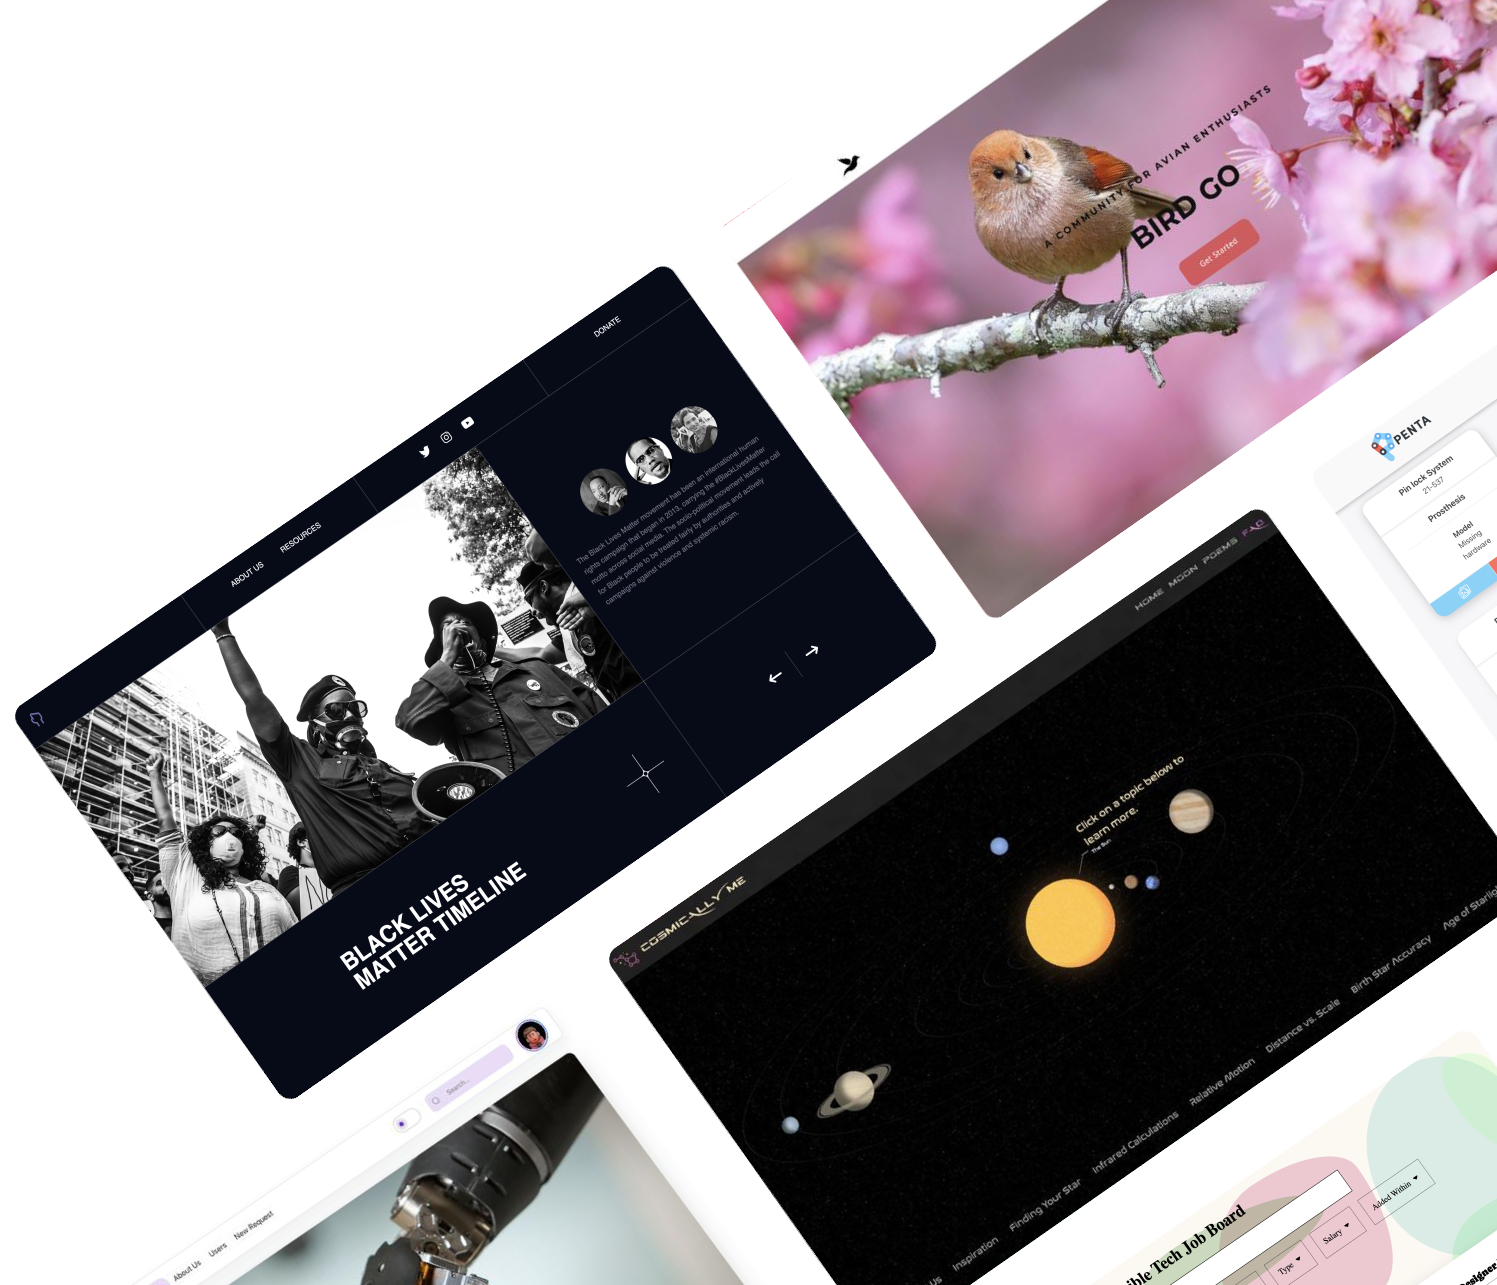 A COMMUNITY FOR AVIAN ENTHUSIASTS
BIRD GO
Get Started
DONATE
RESOURCES
ABOUT US
The Black Lives Matter movement has been an international human
rights campaign that began in 2013, carrying the #BlackLivesMatter
motto across social media. The socio-political movement leads the call
for Black people to be treated fairly by authorities and actively
campaigns against violence and systemic racism.
BLACK LIVES
MATTER TIMELINE
PENTA
Pin lock System
21-537
Prosthesis
Model
Missing
hardware
COSMICALLY ME
HOME MOON POEMS FAQ
Click on a topic below to
learn more.
The Sun
Us Inspiration Finding Your Star Infrared Calculations Relative Motion Distance vs. Scale Birth Star Accuracy Age of Starlig
About Us Users New Request
Search...
ible Tech Job Board
Type
Salary
Added Within
Designer